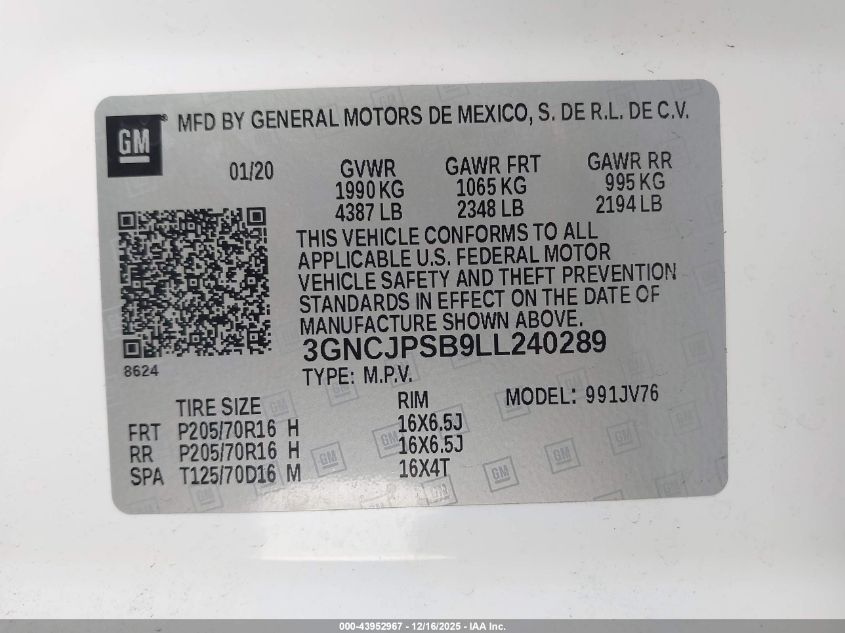 GM
MFD BY GENERAL MOTORS DE MEXICO, S. DE R.L. DE C.V.
01/20 GVWR GAWR FRT GAWR RR
1990 KG 1065 KG 995 KG
4387 LB 2348 LB 2194 LB
THIS VEHICLE CONFORMS TO ALL
APPLICABLE U.S. FEDERAL MOTOR
VEHICLE SAFETY AND THEFT PREVENTION
STANDARDS IN EFFECT ON THE DATE OF
MANUFACTURE SHOWN ABOVE.
3GNCJPSB9LL240289
8624
TYPE: M.P.V.
TIRE SIZE RIM MODEL: 991JV76
FRT P205/70R16 H 16X6.5J
RR P205/70R16 H 16X6.5J
SPA T125/70D16 M 16X4T
000-43952967 - 12/16/2025 - IAA Inc.